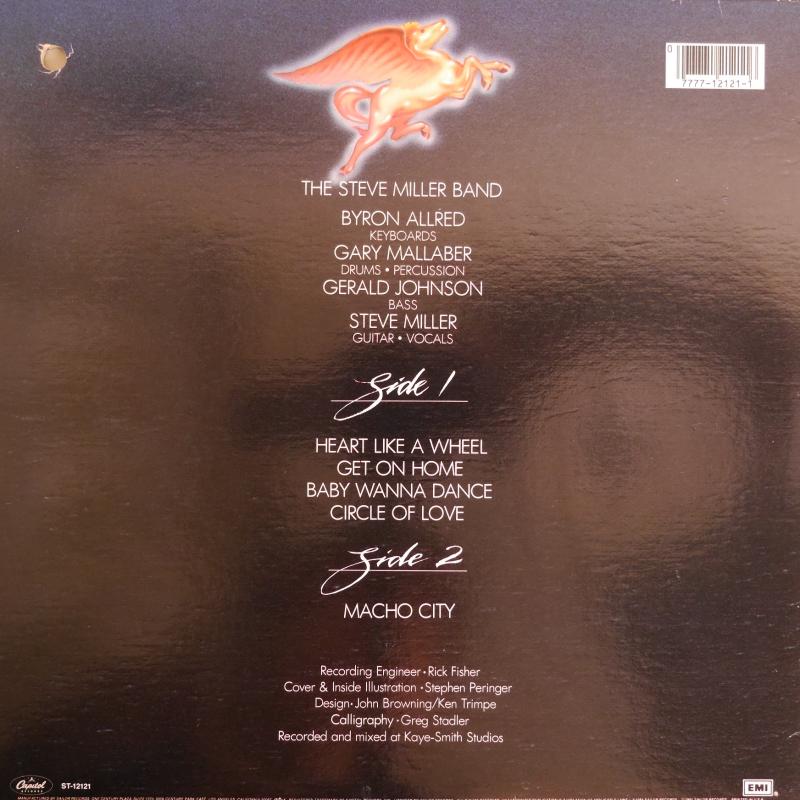 0
7777-12121-1
THE STEVE MILLER BAND
BYRON ALLRED
KEYBOARDS
GARY MALLABER
DRUMS • PERCUSSION
GERALD JOHNSON
BASS
STEVE MILLER
GUITAR • VOCALS
Side 1
HEART LIKE A WHEEL
GET ON HOME
BABY WANNA DANCE
CIRCLE OF LOVE
Side 2
MACHO CITY
Recording Engineer • Rick Fisher
Cover & Inside Illustration • Stephen Peringer
Design • John Browning/Ken Trimpe
Calligraphy • Greg Stadler
Recorded and mixed at Kaye-Smith Studios
Capitol
RECORDS
ST-12121
EMI